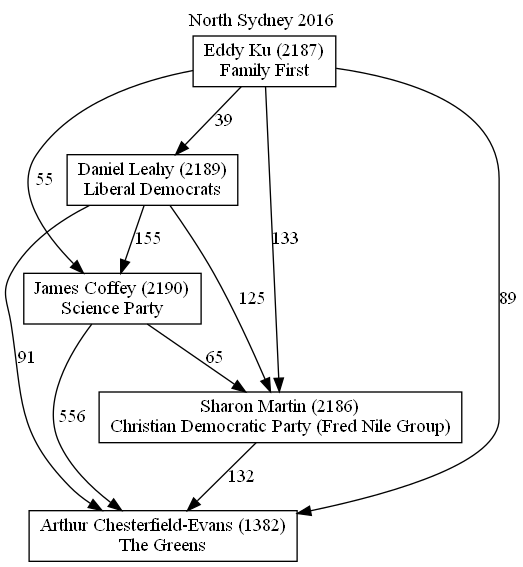 North Sydney 2016
Eddy Ku (2187)
Family First
39
Daniel Leahy (2189)
Liberal Democrats
55
155
133
James Coffey (2190)
Science Party
125
89
91
65
Sharon Martin (2186)
Christian Democratic Party (Fred Nile Group)
556
132
Arthur Chesterfield-Evans (1382)
The Greens